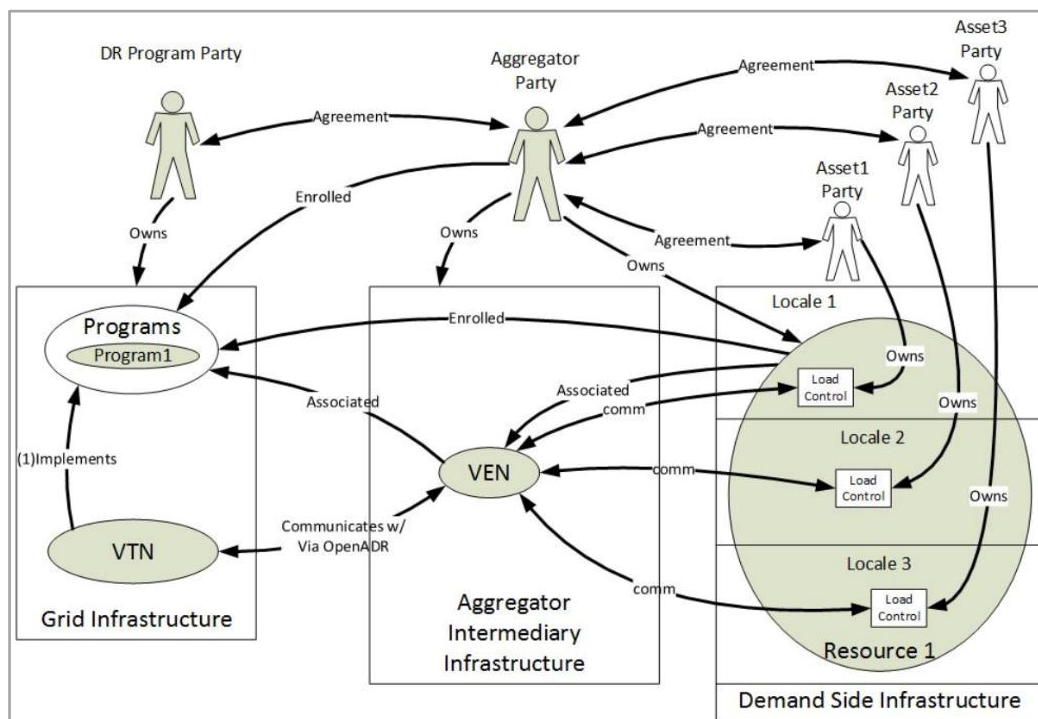 DR Program Party
Aggregator
Party
Asset3
Party
Asset2
Party
Asset1
Party
Agreement
Agreement
Agreement
Agreement
Enrolled
Owns
Owns
Owns
Locale 1
Programs
Program1
Enrolled
Owns
Load
Control
Associated
Associated
comm
Owns
Locale 2
(1)Implements
VEN
comm
Load
Control
Owns
Communicates w/
Via OpenADR
VTN
Locale 3
comm
Load
Control
Grid Infrastructure
Aggregator
Intermediary
Infrastructure
Resource 1
Demand Side Infrastructure